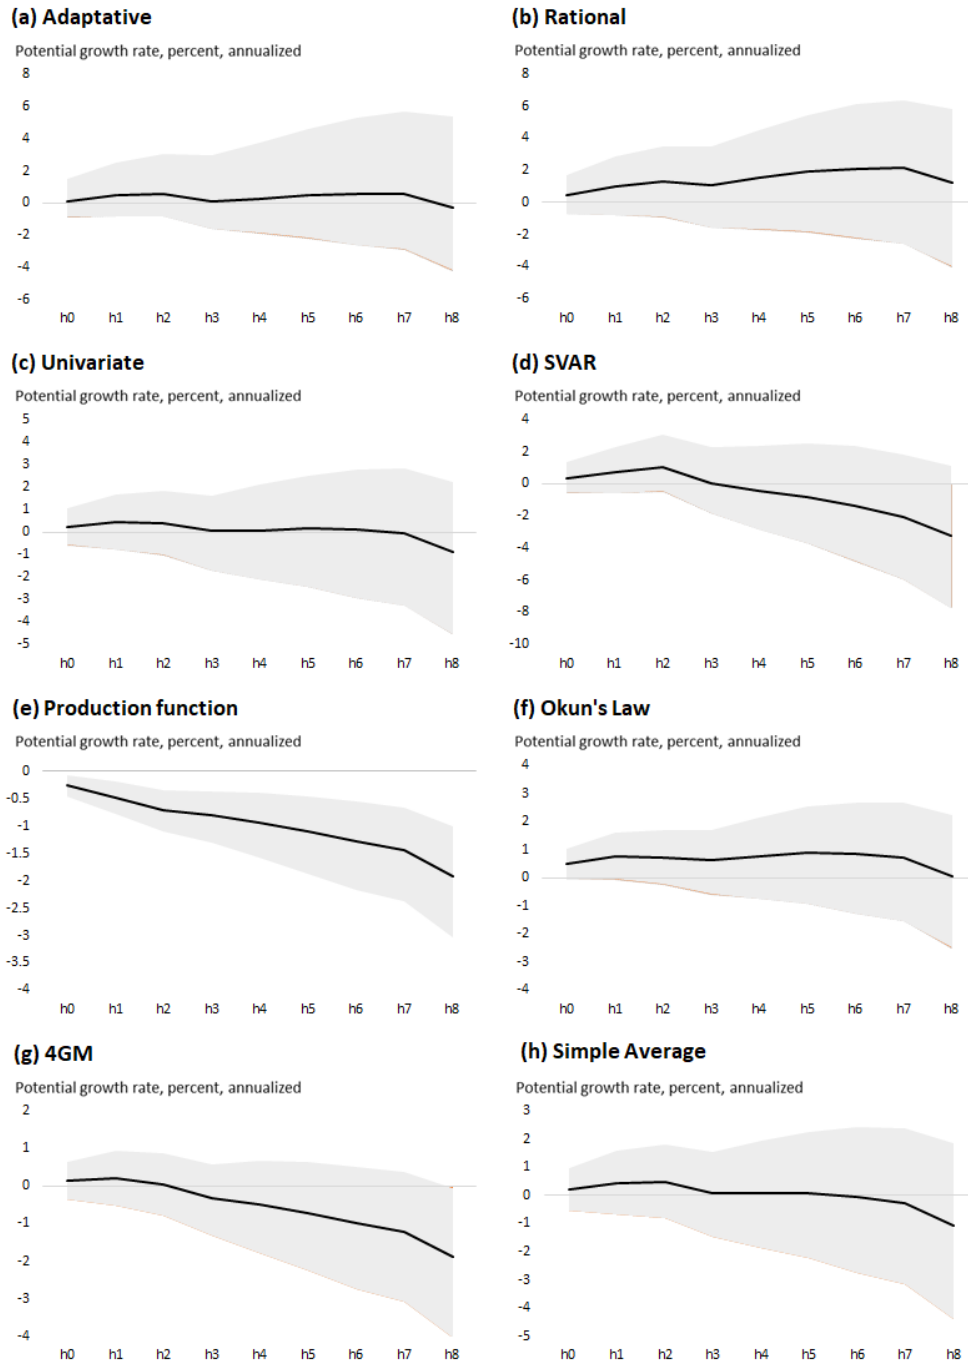 (a) Adaptative
Potential growth rate, percent, annualized
8
6
4
2
0
-2
-4
-6
h0 h1 h2 h3 h4 h5 h6 h7 h8
(b) Rational
Potential growth rate, percent, annualized
8
6
4
2
0
-2
-4
-6
h0 h1 h2 h3 h4 h5 h6 h7 h8
(c) Univariate
Potential growth rate, percent, annualized
5
4
3
2
1
0
-1
-2
-3
-4
-5
h0 h1 h2 h3 h4 h5 h6 h7 h8
(d) SVAR
Potential growth rate, percent, annualized
4
2
0
-2
-4
-6
-8
-10
h0 h1 h2 h3 h4 h5 h6 h7 h8
(e) Production function
Potential growth rate, percent, annualized
0
-0.5
-1
-1.5
-2
-2.5
-3
-3.5
-4
h0 h1 h2 h3 h4 h5 h6 h7 h8
(f) Okun's Law
Potential growth rate, percent, annualized
4
3
2
1
0
-1
-2
-3
-4
h0 h1 h2 h3 h4 h5 h6 h7 h8
(g) 4GM
Potential growth rate, percent, annualized
2
1
0
-1
-2
-3
-4
h0 h1 h2 h3 h4 h5 h6 h7 h8
(h) Simple Average
Potential growth rate, percent, annualized
3
2
1
0
-1
-2
-3
-4
-5
h0 h1 h2 h3 h4 h5 h6 h7 h8